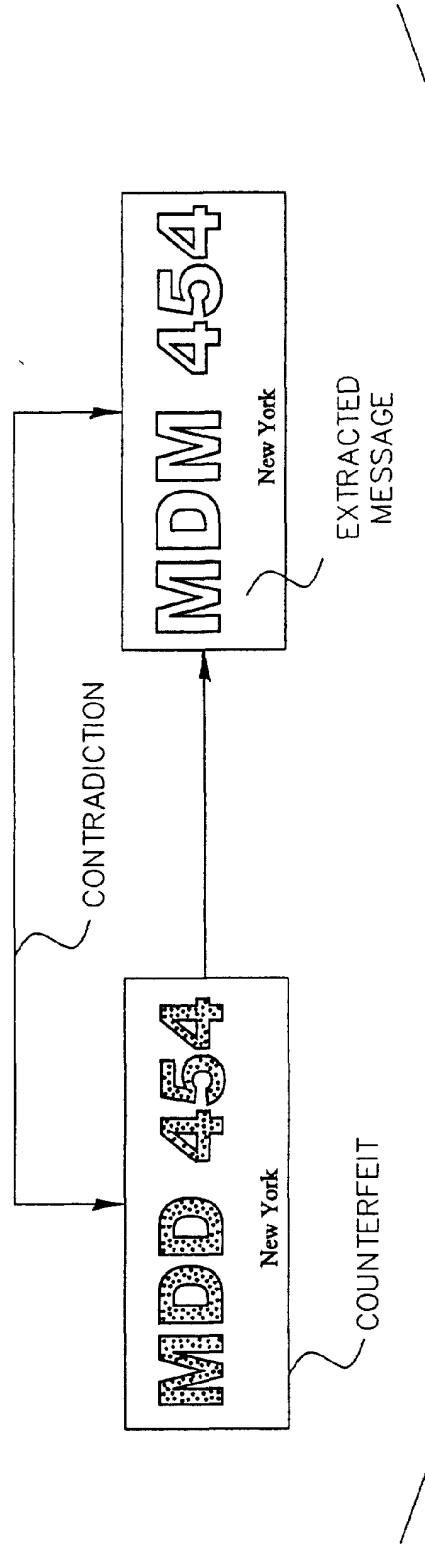 CONTRADICTION
MDD 454
New York
COUNTERFEIT
MDM 454
New York
EXTRACTED
MESSAGE